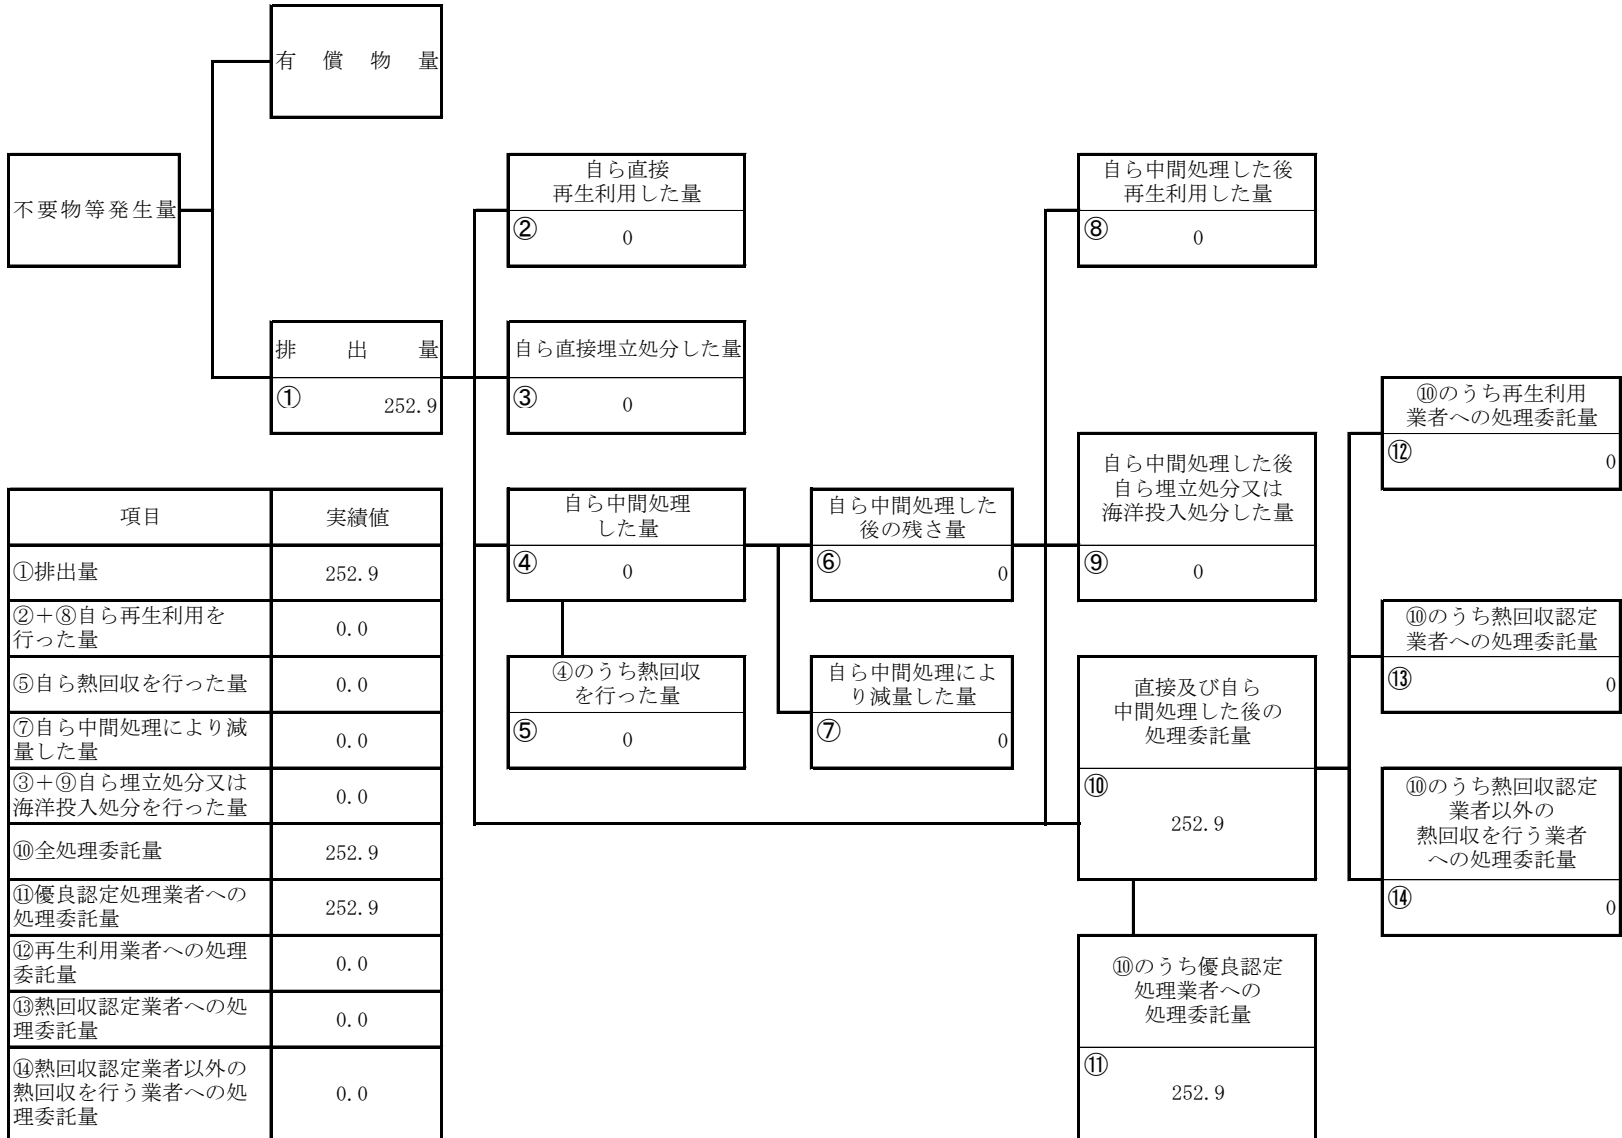 有償物量
不要物等発生量
自ら直接
再生利用した量
②
0
自ら中間処理した後
再生利用した量
⑧
0
排出量
①
252.9
自ら直接埋立処分した量
③
0
⑩のうち再生利用
業者への処理委託量
⑫
0
自ら中間処理した後
自ら埋立処分又は
海洋投入処分した量
⑨
0
自ら中間処理
した量
④
0
自ら中間処理した
後の残さ量
⑥
0
④のうち熱回収
を行った量
⑤
0
自ら中間処理によ
り減量した量
⑦
0
⑩のうち熱回収認定
業者への処理委託量
⑬
0
直接及び自ら
中間処理した後の
処理委託量
⑩
252.9
⑩のうち熱回収認定
業者以外の
熱回収を行う業者
への処理委託量
⑭
0
⑩のうち優良認定
処理業者への
処理委託量
⑪
252.9
項目 実績値
①排出量 252.9
②+⑧自ら再生利用を
行った量 0.0
⑤自ら熱回収を行った量 0.0
⑦自ら中間処理により減
量した量 0.0
③+⑨自ら埋立処分又は
海洋投入処分を行った量 0.0
⑩全処理委託量 252.9
⑪優良認定処理業者への
処理委託量 252.9
⑫再生利用業者への処理
委託量 0.0
⑬熱回収認定業者への処
理委託量 0.0
⑭熱回収認定業者以外の
熱回収を行う業者への処
理委託量 0.0